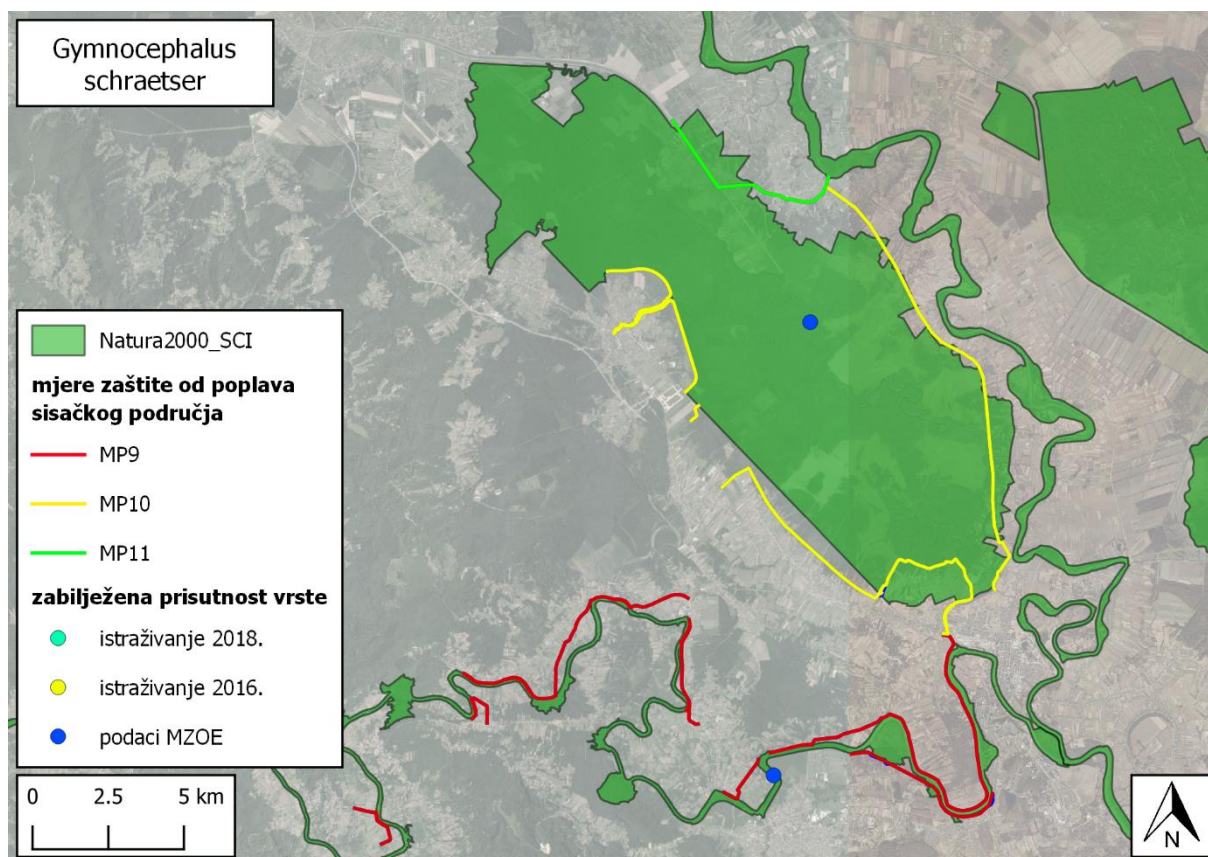 Gymnocephalus
schraetser
Natura2000_SCI
mjere zaštite od poplava
sisačkog područja
MP9
MP10
MP11
zabilježena prisutnost vrste
istraživanje 2018.
istraživanje 2016.
podaci MZOE
0 2.5 5 km
N